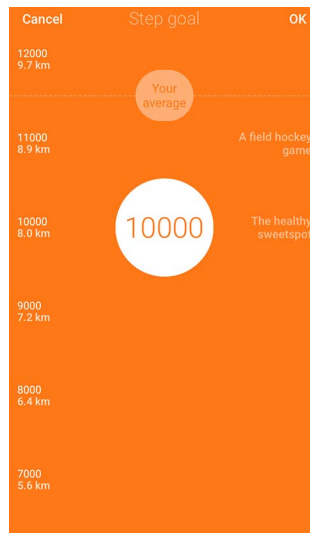 Cancel Step goal OK
12000
9.7 km
Your
average
11000
8.9 km
A field hockey
game
10000
8.0 km
10000
The healthy
sweetspot
9000
7.2 km
8000
6.4 km
7000
5.6 km